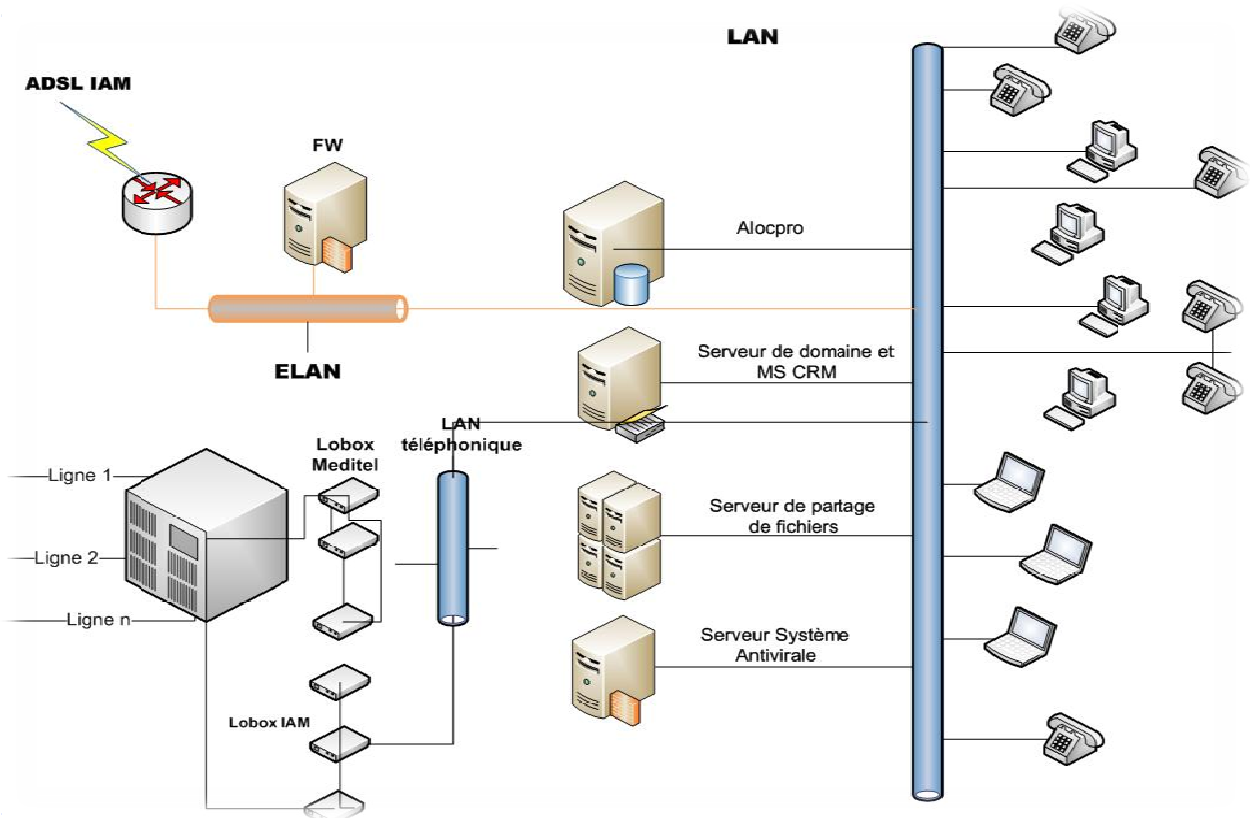 LAN
ADSL IAM
FW
Alocpro
ELAN
Serveur de domaine et
MS CRM
LAN
téléphonique
Lobox
Meditel
Ligne 1
Ligne 2
Ligne n
Serveur de partage
de fichiers
Serveur Système
Antivirale
Lobox IAM